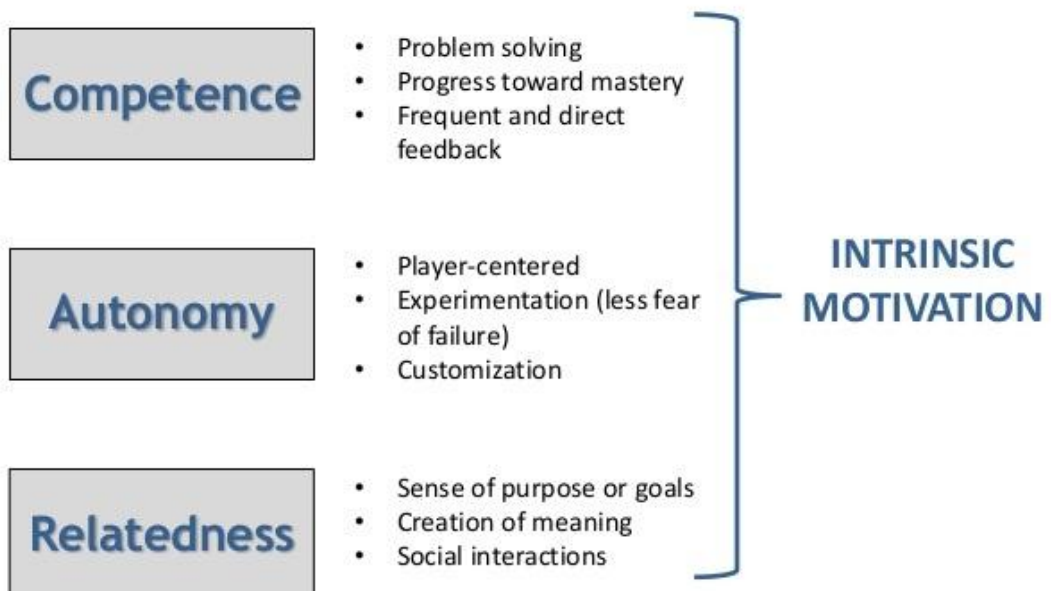 Competence
• Problem solving
• Progress toward mastery
• Frequent and direct
feedback
Autonomy
• Player-centered
• Experimentation (less fear
of failure)
• Customization
Relatedness
• Sense of purpose or goals
• Creation of meaning
• Social interactions
INTRINSIC
MOTIVATION